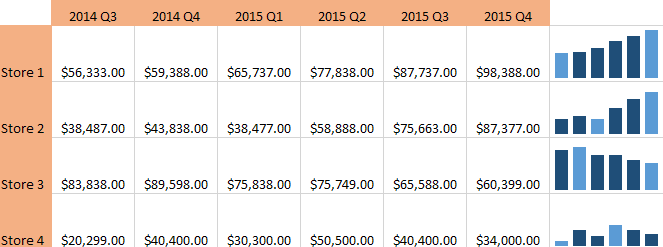 2014 Q3 2014 Q4 2015 Q1 2015 Q2 2015 Q3 2015 Q4
Store 1 $56,333.00 $59,388.00 $65,737.00 $77,838.00 $87,737.00 $98,388.00
Store 2 $38,487.00 $43,838.00 $38,477.00 $58,888.00 $75,663.00 $87,377.00
Store 3 $83,838.00 $89,598.00 $75,838.00 $75,749.00 $65,588.00 $60,399.00
Store 4 $20,299.00 $40,400.00 $30,300.00 $50,500.00 $40,400.00 $34,000.00